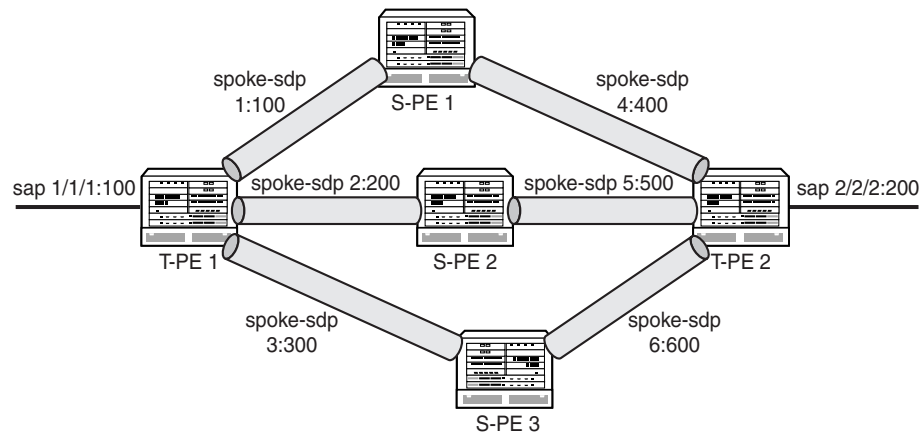 spoke-sdp
1:100
S-PE 1
spoke-sdp
4:400
sap 1/1/1:100
spoke-sdp 2:200
spoke-sdp 5:500
sap 2/2/2:200
T-PE 1
S-PE 2
T-PE 2
spoke-sdp
3:300
spoke-sdp
6:600
S-PE 3